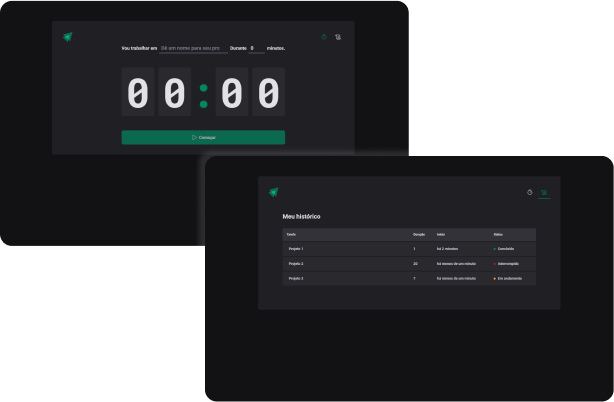 Vou trabalhar em Dê um nome para seu pro Durante 0 minutos.
00:00
Começar
Meu histórico
Tarefa Duração Início Status
Projeto 1 1 há 2 minutos Concluído
Projeto 2 20 há menos de um minuto Interrompido
Projeto 3 7 há menos de um minuto Em andamento